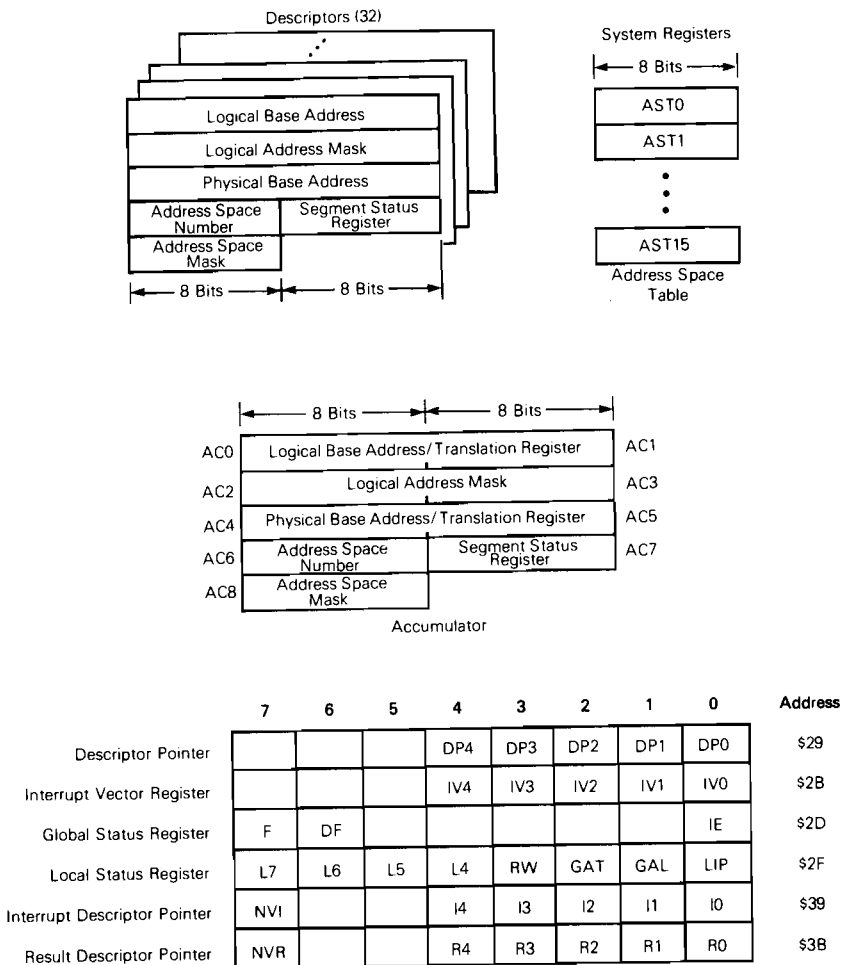 Descriptors (32)
Logical Base Address
Logical Address Mask
Physical Base Address
Address Space
Number
Segment Status
Register
Address Space
Mask
8 Bits
8 Bits
System Registers
8 Bits
AST0
AST1
AST15
Address Space
Table
8 Bits
8 Bits
AC0 Logical Base Address/Translation Register AC1
AC2 Logical Address Mask AC3
AC4 Physical Base Address/Translation Register AC5
AC6 Address Space
Number
Segment Status
Register
AC7
AC8 Address Space
Mask
Accumulator
7 6 5 4 3 2 1 0 Address
Descriptor Pointer DP4 DP3 DP2 DP1 DP0 $29
Interrupt Vector Register IV4 IV3 IV2 IV1 IV0 $2B
Global Status Register F DF IE $2D
Local Status Register L7 L6 L5 L4 RW GAT GAL LIP $2F
Interrupt Descriptor Pointer NVI I4 I3 I2 I1 I0 $39
Result Descriptor Pointer NVR R4 R3 R2 R1 R0 $3B